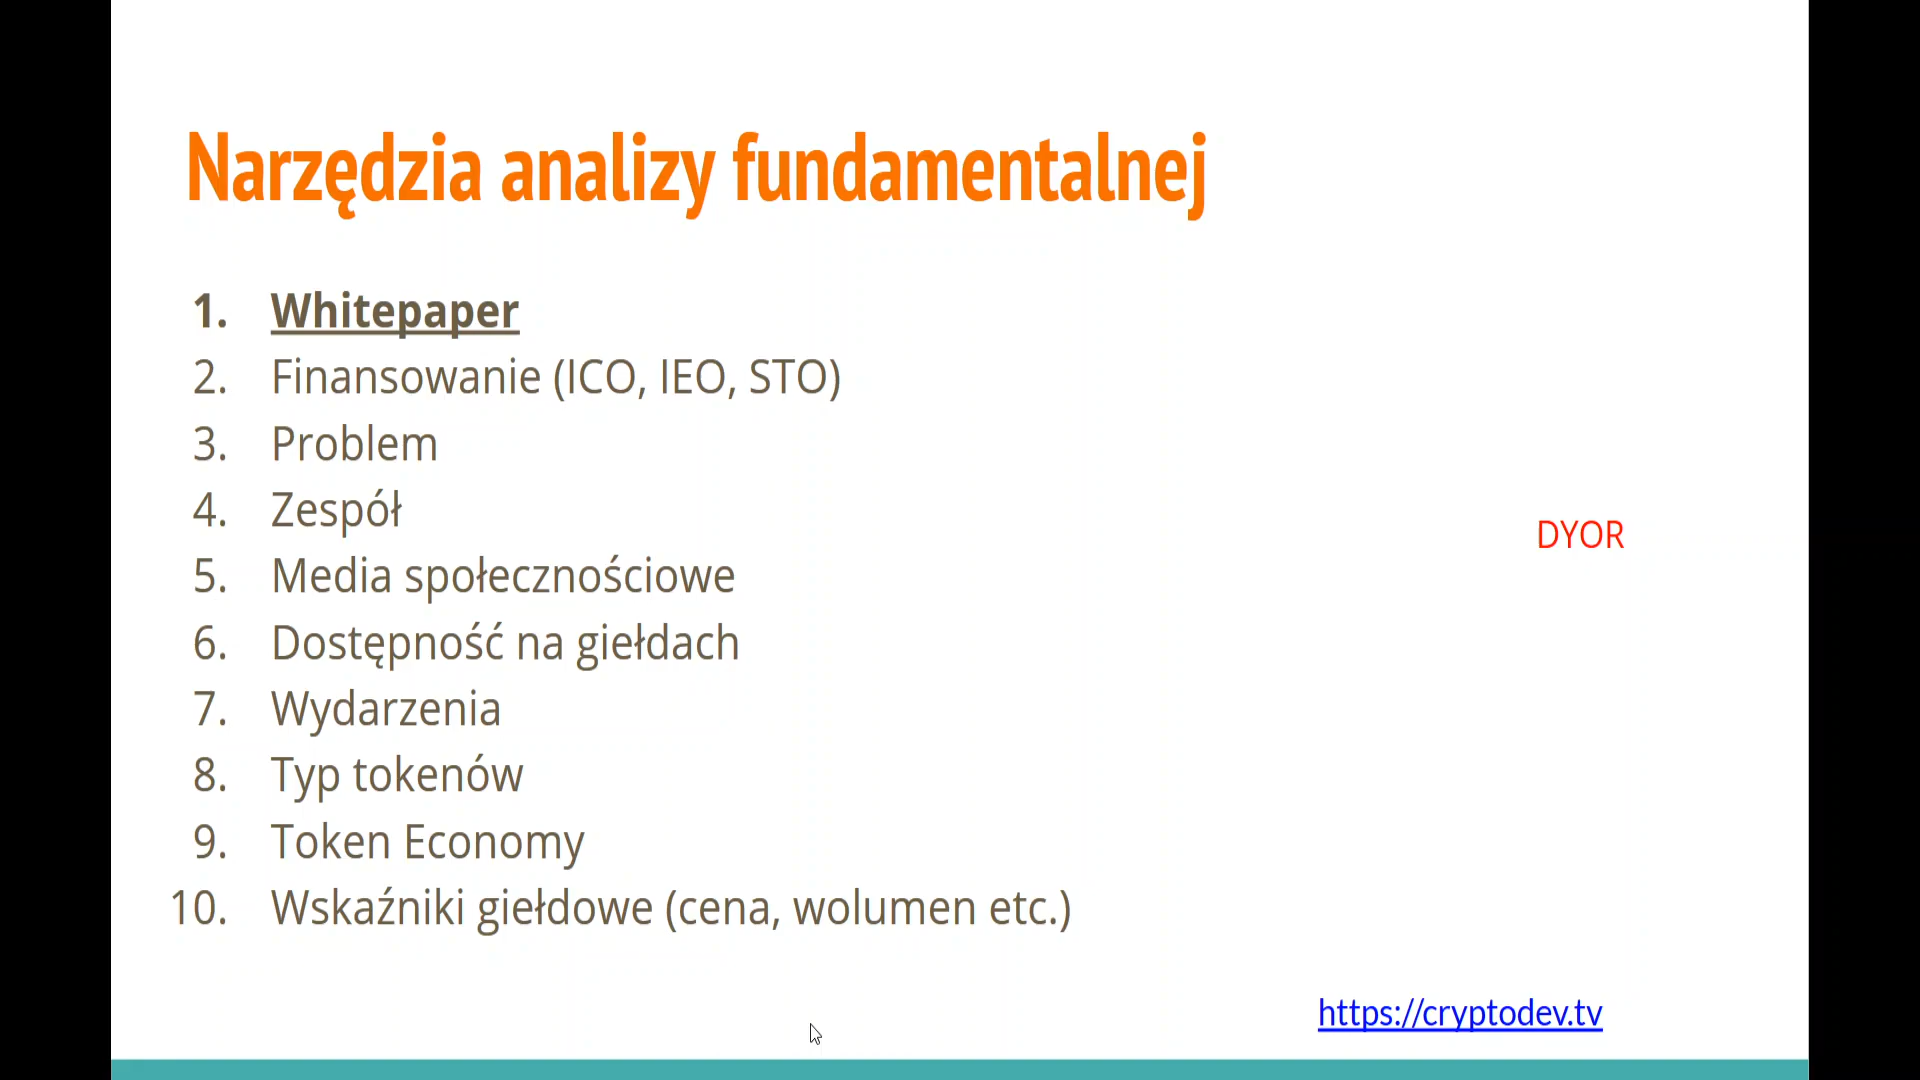 Narzędzia analizy fundamentalnej
1. Whitepaper
2. Finansowanie (ICO, IEO, STO)
3. Problem
4. Zespół
5. Media społecznościowe
6. Dostępność na giełdach
7. Wydarzenia
8. Typ tokenów
9. Token Economy
10. Wskaźniki giełdowe (cena, wolumen etc.)
DYOR
https://cryptodev.tv